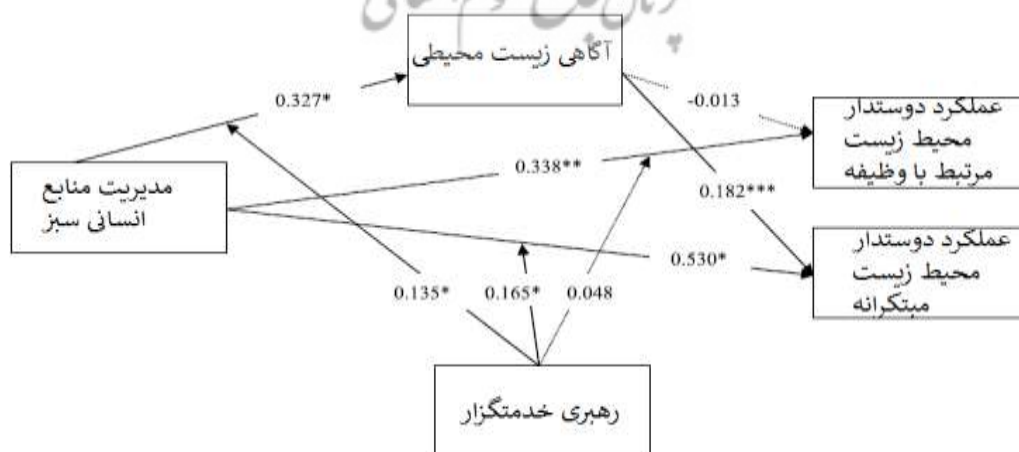 آگاهی زیست محیطی
0.327*
-0.013
عملکرد دوستدار
محیط زیست
مرتبط با وظیفه
0.338**
مدیریت منابع
انسانی سبز
0.182***
عملکرد دوستدار
محیط زیست
مبتکرانه
0.530*
0.135* 0.165* 0.048
رهبری خدمتگزار